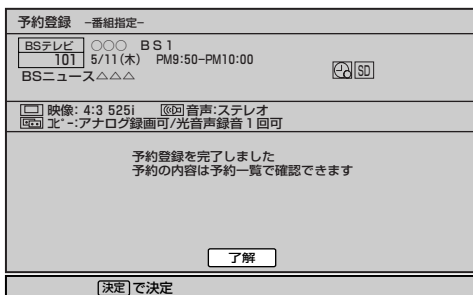 予約登録 −番組指定−
BSテレビ ○○○ BS1
101 5/11(木) PM9:50−PM10:00
BSニュース△△△ SD
映像: 4:3 525i 音声:ステレオ
コピー:アナログ録画可/光音声録音1回可
予約登録を完了しました
予約の内容は予約一覧で確認できます
了解
決定で決定